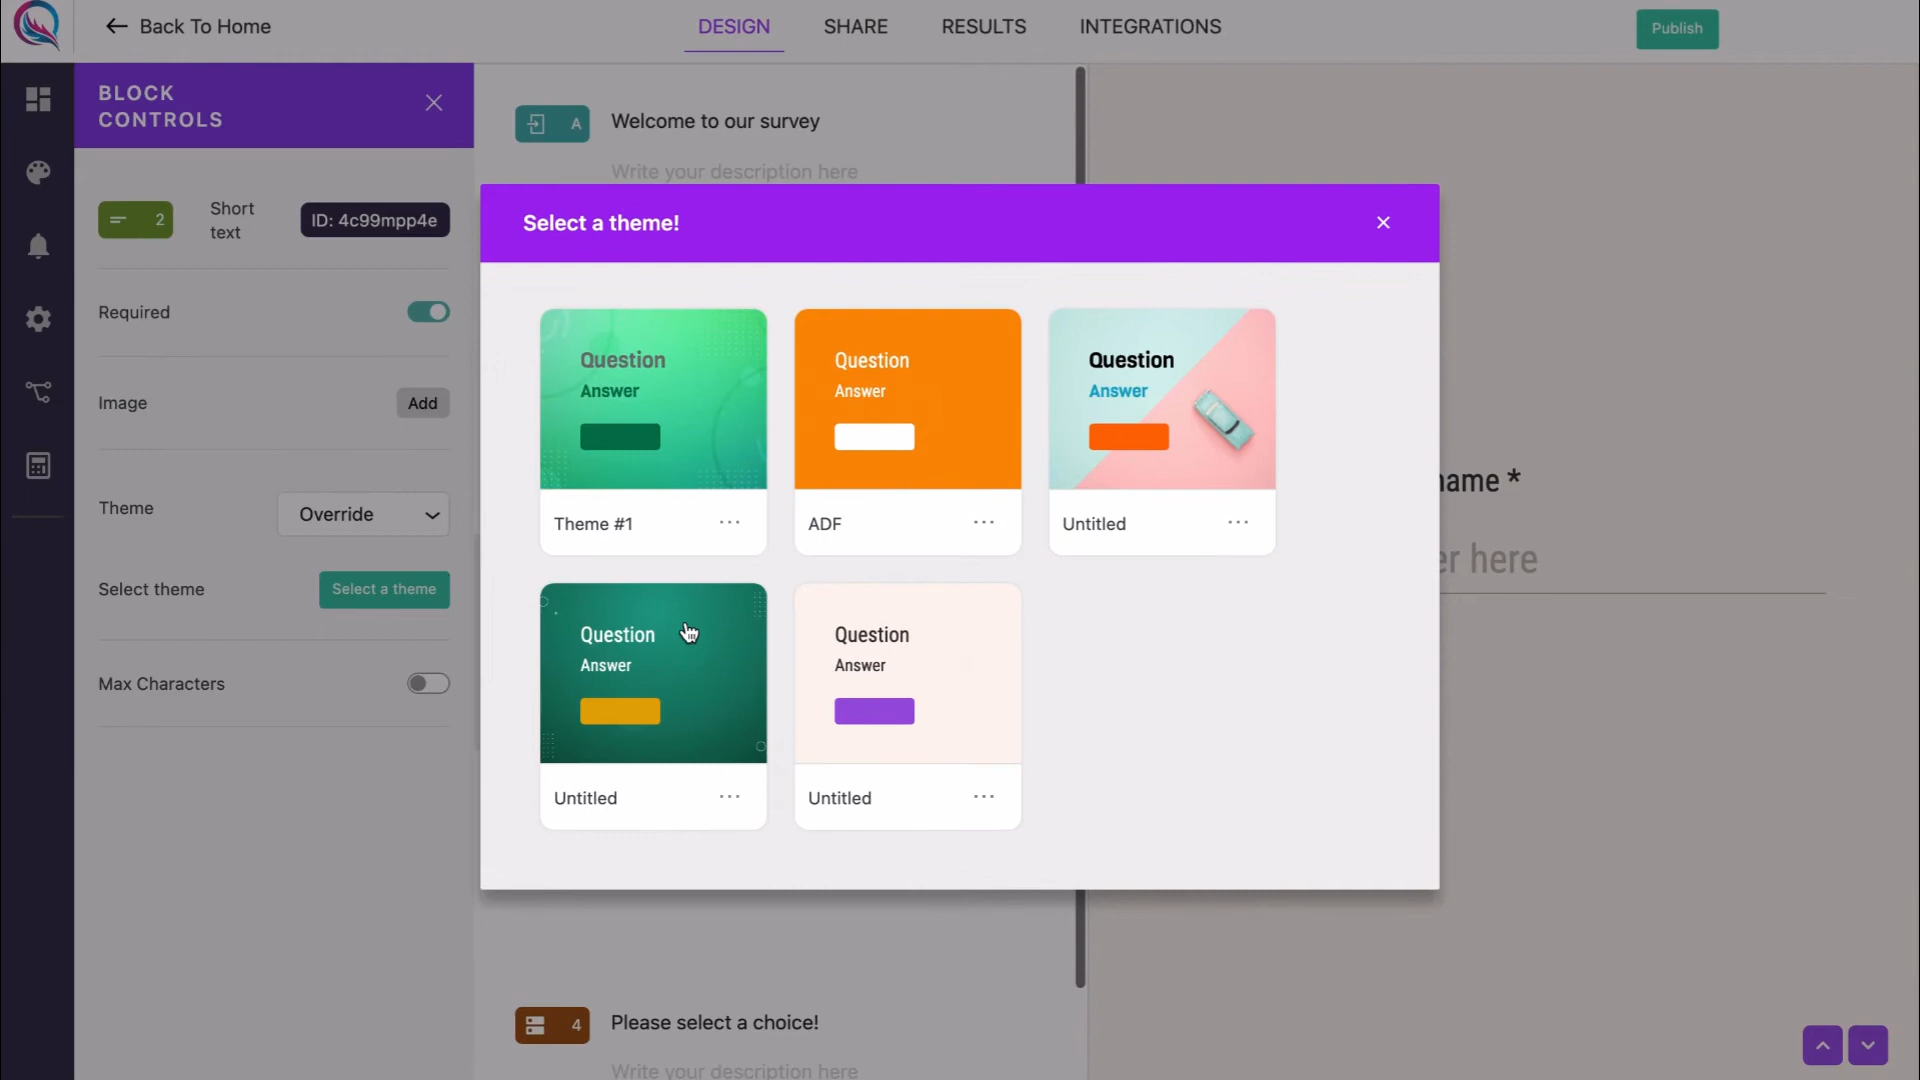 Back To Home
DESIGN
SHARE
RESULTS
INTEGRATIONS
Publish
BLOCK
CONTROLS
2
Short
text
ID: 4c99mpp4e
Required
Image
Add
Theme
Override
Select theme
Select a theme
Max Characters
A
Welcome to our survey
Write your description here
Select a theme!
Question
Answer
Theme #1
Question
Answer
ADF
Question
Answer
Untitled
Question
Answer
Untitled
Question
Answer
Untitled
name *
er here
4
Please select a choice!
Write your description here